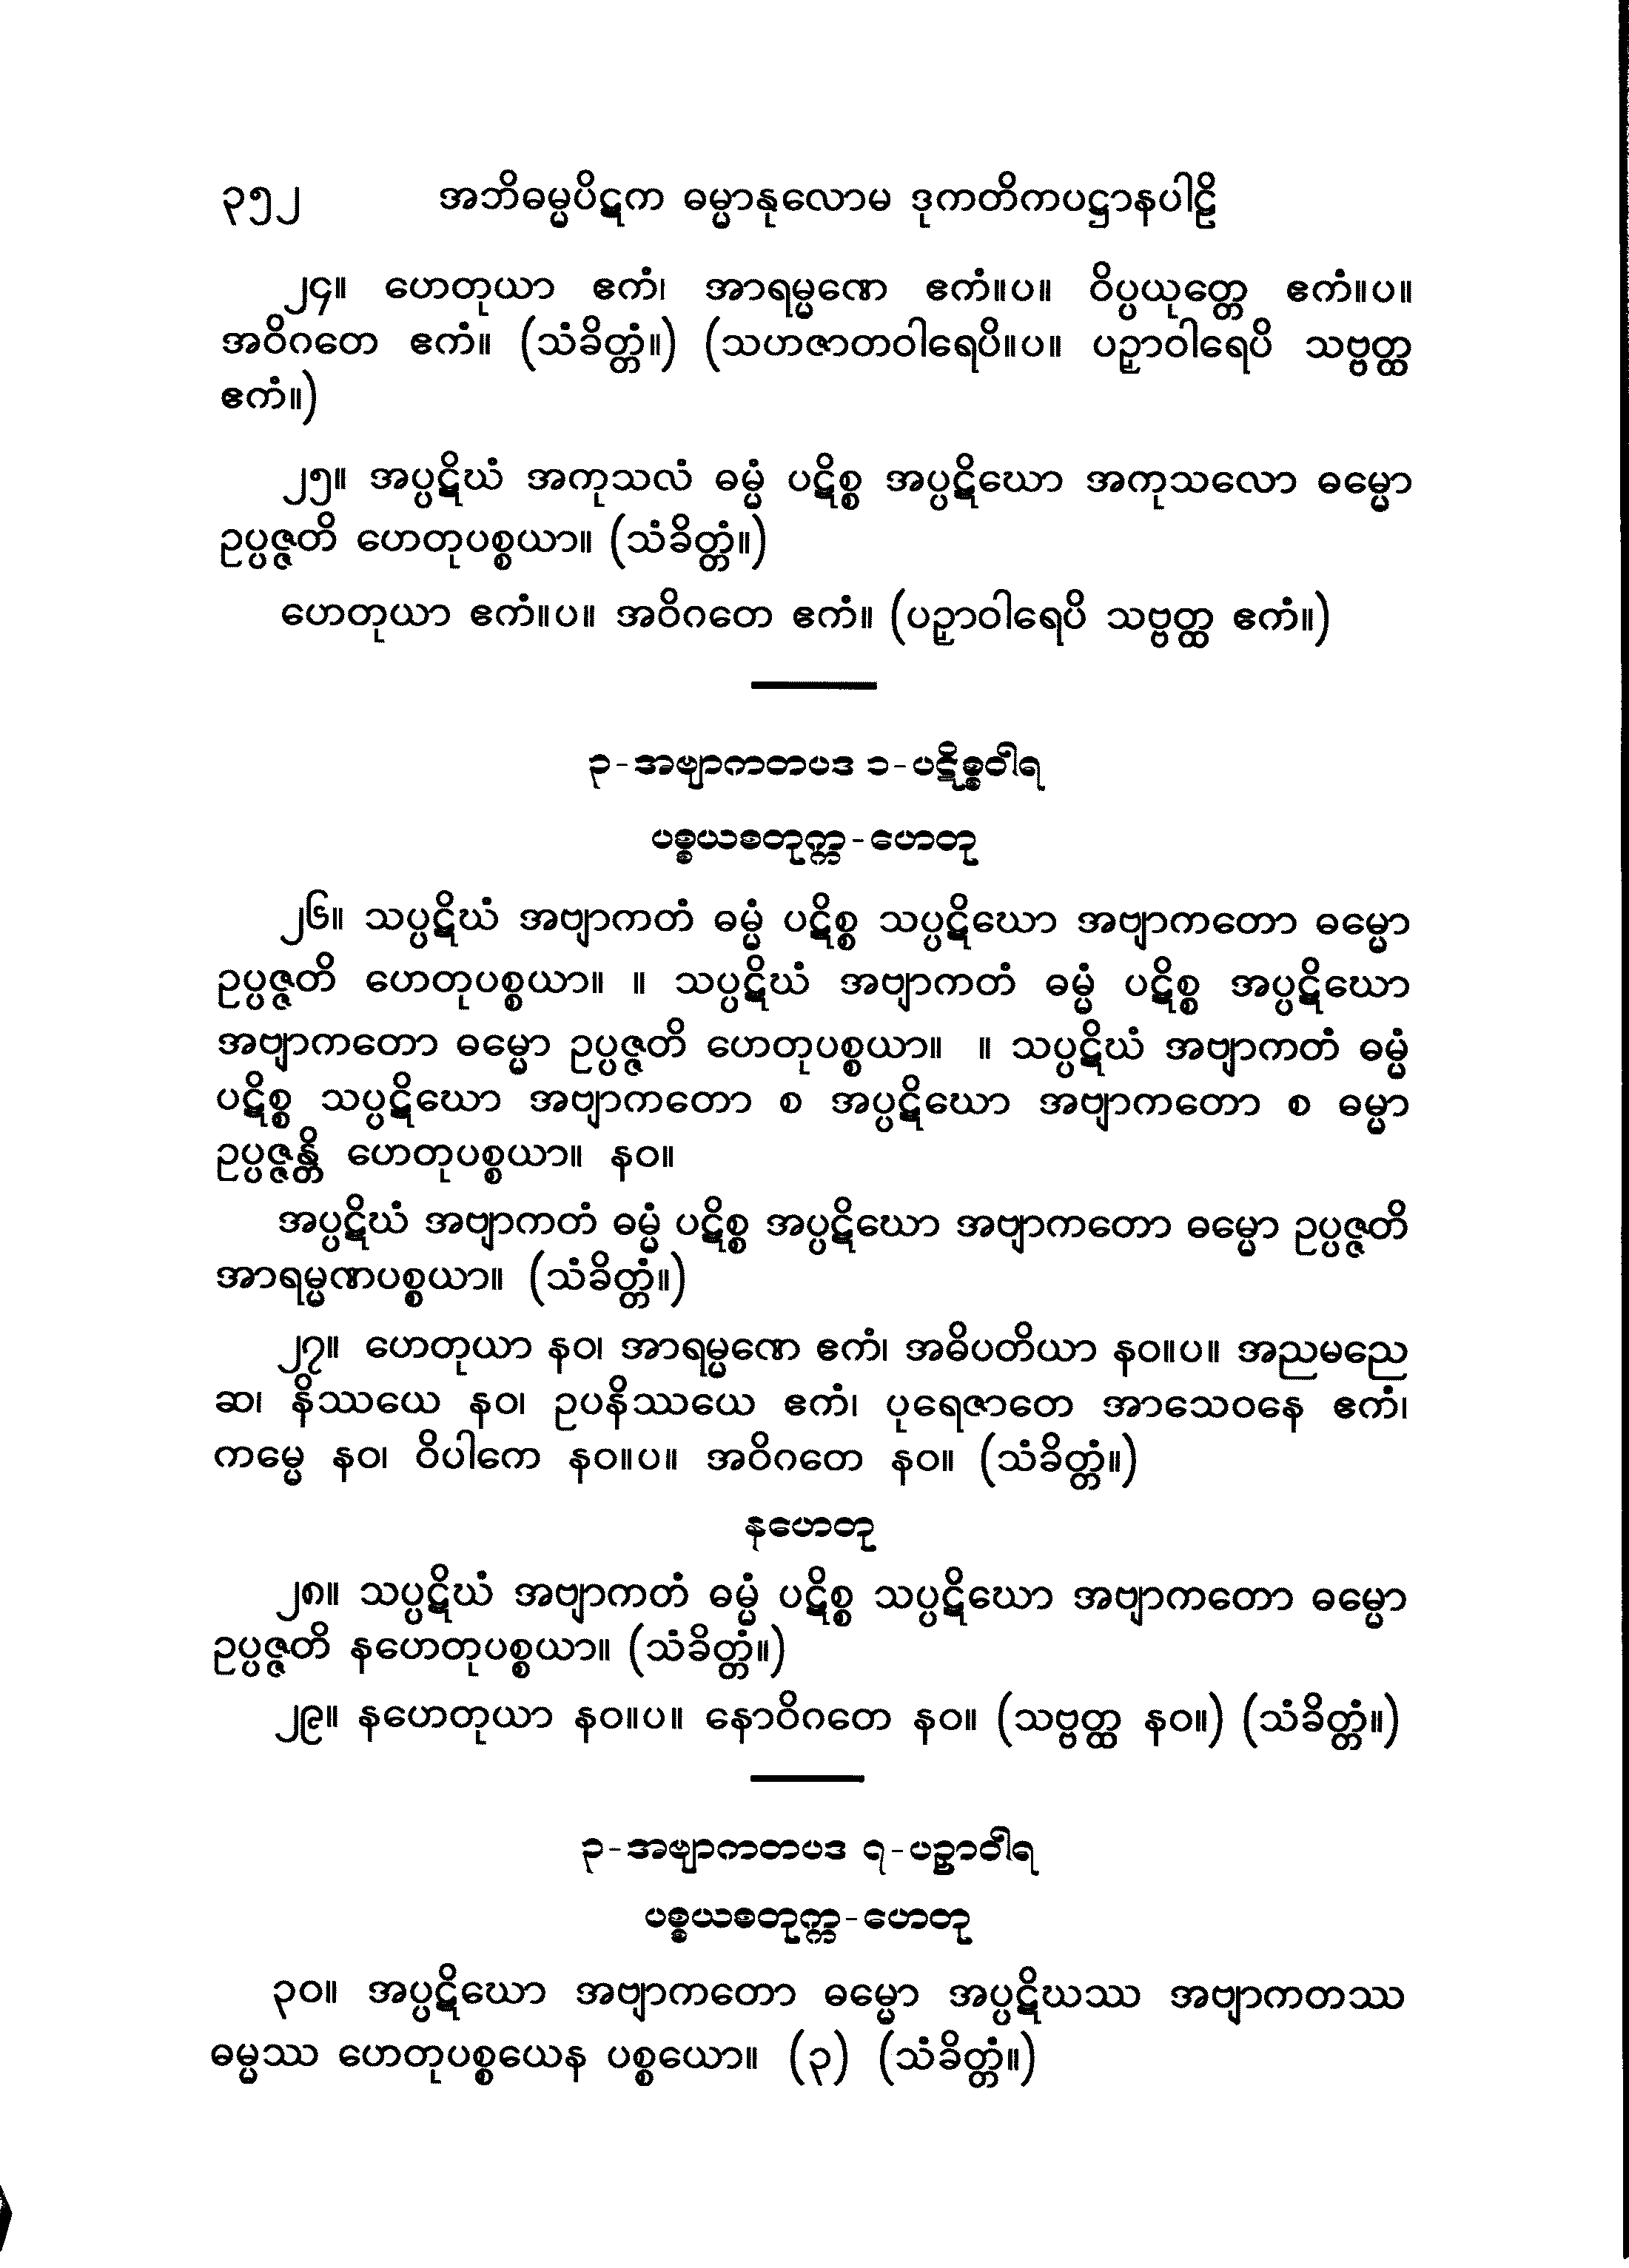 ၃၅၂ အဘိဓမ္မပိဋက ဓမ္မာနုလောမ ဒုကတိကပဋ္ဌာနပါဠိ
၂၄။ ဟေတုယာ ဧကံ၊ အာရမ္မဏေ ဧကံ။ပ။ ဝိပ္ပယုတ္တေ ဧကံ။ပ။
အဝိဂတေ ဧကံ။ (သံခိတ္တံ။) (သဟဇာတဝါရေပိ။ပ။ ပဉှာဝါရေပိ သဗ္ဗတ္ထ
ဧကံ။)
၂၅။ အပ္ပဋိဃံ အကုသလံ ဓမ္မံ ပဋိစ္စ အပ္ပဋိဃော အကုသလော ဓမ္မော
ဥပ္ပဇ္ဇတိ ဟေတုပစ္စယာ။ (သံခိတ္တံ။)
ဟေတုယာ ဧကံ။ပ။ အဝိဂတေ ဧကံ။ (ပဉှာဝါရေပိ သဗ္ဗတ္ထ ဧကံ။)
၃-အဗျာကတပဒ ၁-ပဋိစ္စဝါရ
ပစ္စယစတုက္က-ဟေတု
၂၆။ သပ္ပဋိဃံ အဗျာကတံ ဓမ္မံ ပဋိစ္စ သပ္ပဋိဃော အဗျာကတော ဓမ္မော
ဥပ္ပဇ္ဇတိ ဟေတုပစ္စယာ။ ။ သပ္ပဋိဃံ အဗျာကတံ ဓမ္မံ ပဋိစ္စ အပ္ပဋိဃော
အဗျာကတော ဓမ္မော ဥပ္ပဇ္ဇတိ ဟေတုပစ္စယာ။ ။ သပ္ပဋိဃံ အဗျာကတံ ဓမ္မံ
ပဋိစ္စ သပ္ပဋိဃော အဗျာကတော စ အပ္ပဋိဃော အဗျာကတော စ ဓမ္မာ
ဥပ္ပဇ္ဇန္တိ ဟေတုပစ္စယာ။ နဝ။
အပ္ပဋိဃံ အဗျာကတံ ဓမ္မံ ပဋိစ္စ အပ္ပဋိဃော အဗျာကတော ဓမ္မော ဥပ္ပဇ္ဇတိ
အာရမ္မဏပစ္စယာ။ (သံခိတ္တံ။)
၂၇။ ဟေတုယာ နဝ၊ အာရမ္မဏေ ဧကံ၊ အဓိပတိယာ နဝ။ပ။ အညမညေ
ဆ၊ နိဿယေ နဝ၊ ဥပနိဿယေ ဧကံ၊ ပုရေဇာတေ အာသေဝနေ ဧကံ၊
ကမ္မေ နဝ၊ ဝိပါကေ နဝ။ပ။ အဝိဂတေ နဝ။ (သံခိတ္တံ။)
နဟေတု
၂၈။ သပ္ပဋိဃံ အဗျာကတံ ဓမ္မံ ပဋိစ္စ သပ္ပဋိဃော အဗျာကတော ဓမ္မော
ဥပ္ပဇ္ဇတိ နဟေတုပစ္စယာ။ (သံခိတ္တံ။)
၂၉။ နဟေတုယာ နဝ။ပ။ နောဝိဂတေ နဝ။ (သဗ္ဗတ္ထ နဝ။) (သံခိတ္တံ။)
၃-အဗျာကတပဒ ၇-ပဉှာဝါရ
ပစ္စယစတုက္က-ဟေတု
၃၀။ အပ္ပဋိဃော အဗျာကတော ဓမ္မော အပ္ပဋိဃဿ အဗျာကတဿ
ဓမ္မဿ ဟေတုပစ္စယေန ပစ္စယော။ (၃) (သံခိတ္တံ။)